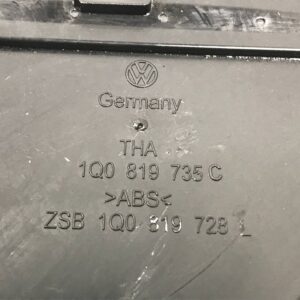 Germany
THA
1Q0 819 735 C
>ABS<
ZSB 1Q0 819 728 L